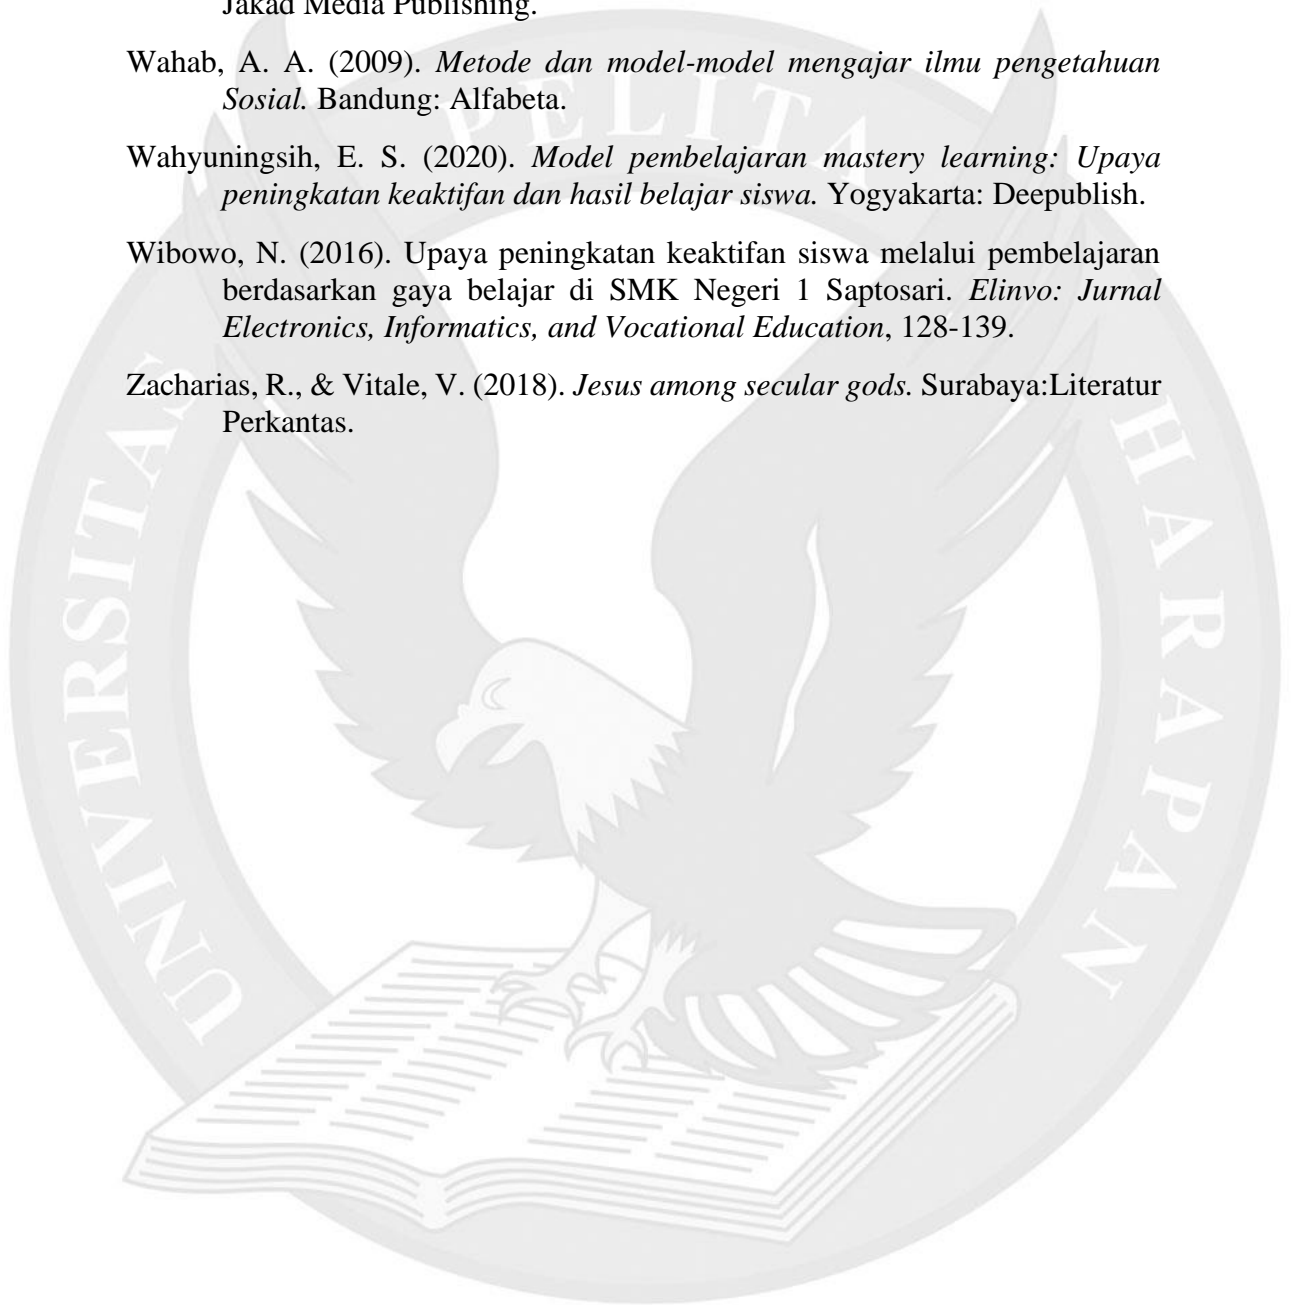 Jakad Media Publishing.
Wahab, A. A. (2009). Metode dan model-model mengajar ilmu pengetahuan
Sosial. Bandung: Alfabeta.
Wahyuningsih, E. S. (2020). Model pembelajaran mastery learning: Upaya
peningkatan keaktifan dan hasil belajar siswa. Yogyakarta: Deepublish.
Wibowo, N. (2016). Upaya peningkatan keaktifan siswa melalui pembelajaran
berdasarkan gaya belajar di SMK Negeri 1 Saptosari. Elinvo: Jurnal
Electronics, Informatics, and Vocational Education, 128-139.
Zacharias, R., & Vitale, V. (2018). Jesus among secular gods. Surabaya:Literatur
Perkantas.
UNIVERSITAS PELITA HARAPAN